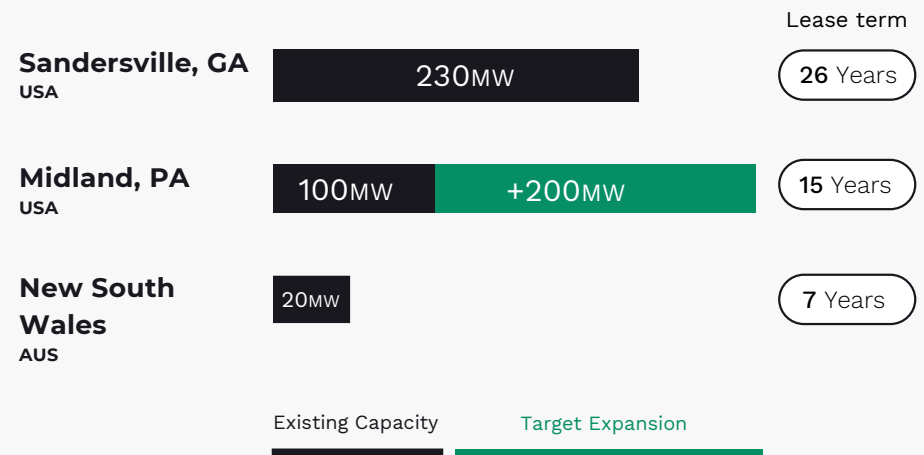 Lease term
Sandersville, GA
USA
230MW
26 Years
Midland, PA
USA
100MW
+200MW
15 Years
New South
Wales
AUS
20MW
7 Years
Existing Capacity
Target Expansion